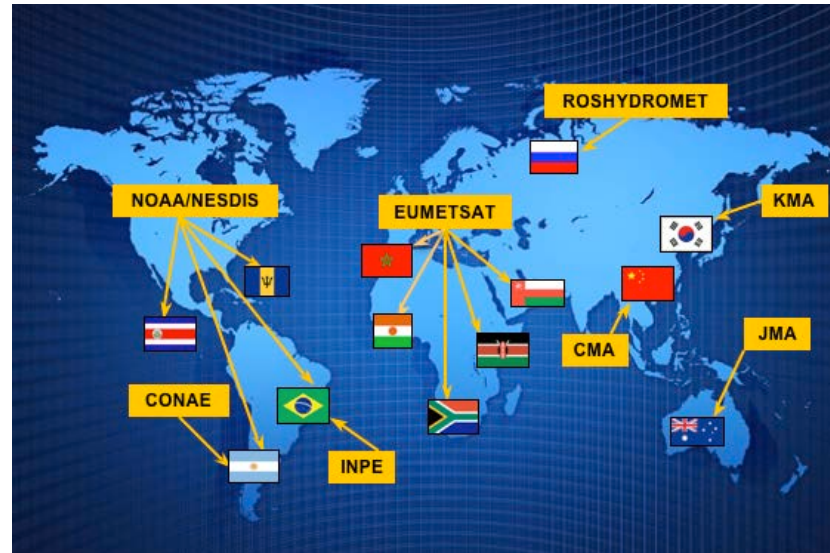 ROSHYDROMET
NOAA/NESDIS
EUMETSAT
KMA
CMA
JMA
CONAE
INPE